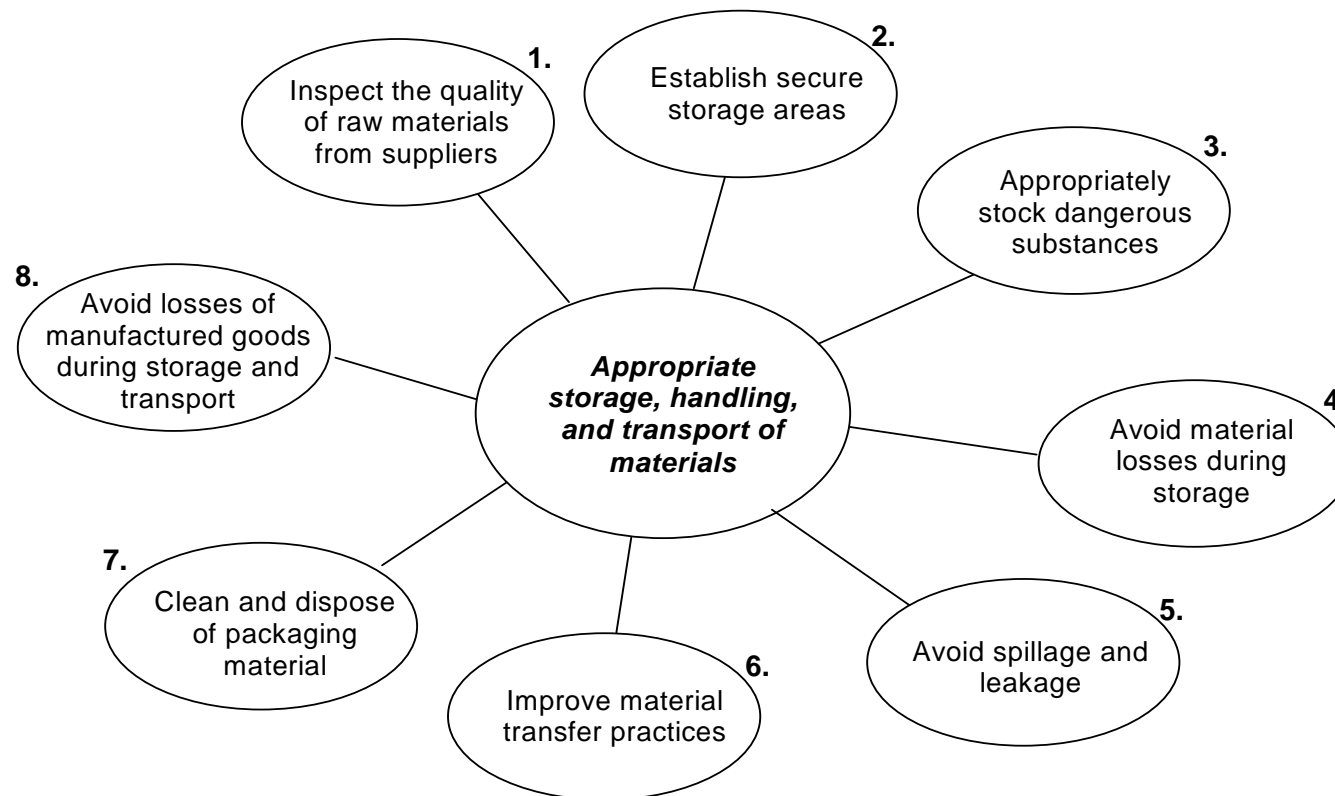 1.
Inspect the quality
of raw materials
from suppliers
2.
Establish secure
storage areas
3.
Appropriately
stock dangerous
substances
4
Avoid material
losses during
storage
5.
Avoid spillage and
leakage
6.
Improve material
transfer practices
7.
Clean and dispose
of packaging
material
8.
Avoid losses of
manufactured goods
during storage and
transport
Appropriate
storage, handling,
and transport of
materials